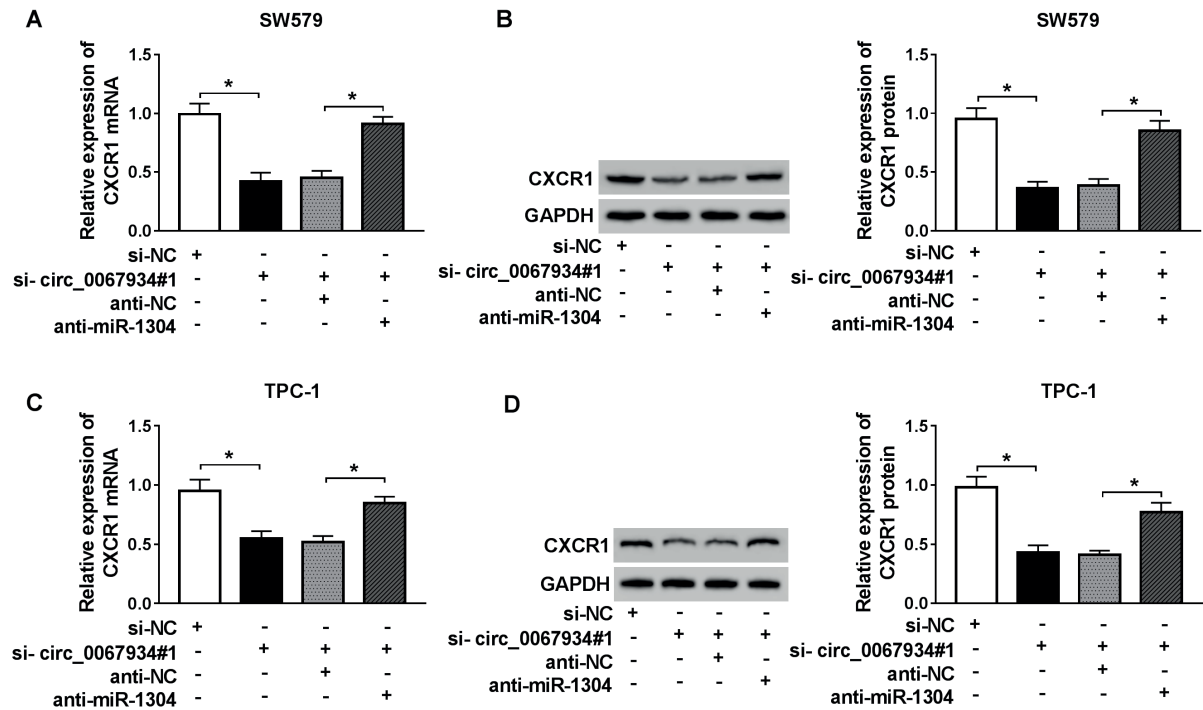 A
SW579
Relative expression of
CXCR1 mRNA
1.5
1.0
0.5
0.0
*
*
si-NC + - - -
si- circ_0067934#1 - + + +
anti-NC - - + -
anti-miR-1304 - - - +
B
CXCR1
GAPDH
si-NC + - - -
si- circ_0067934#1 - + + +
anti-NC - - + -
anti-miR-1304 - - - +
SW579
Relative expression of
CXCR1 protein
1.5
1.0
0.5
0.0
*
*
si-NC + - - -
si- circ_0067934#1 - + + +
anti-NC - - + -
anti-miR-1304 - - - +
C
TPC-1
Relative expression of
CXCR1 mRNA
1.5
1.0
0.5
0.0
*
*
si-NC + - - -
si- circ_0067934#1 - + + +
anti-NC - - + -
anti-miR-1304 - - - +
D
CXCR1
GAPDH
si-NC + - - -
si- circ_0067934#1 - + + +
anti-NC - - + -
anti-miR-1304 - - - +
TPC-1
Relative expression of
CXCR1 protein
1.5
1.0
0.5
0.0
*
*
si-NC + - - -
si- circ_0067934#1 - + + +
anti-NC - - + -
anti-miR-1304 - - - +